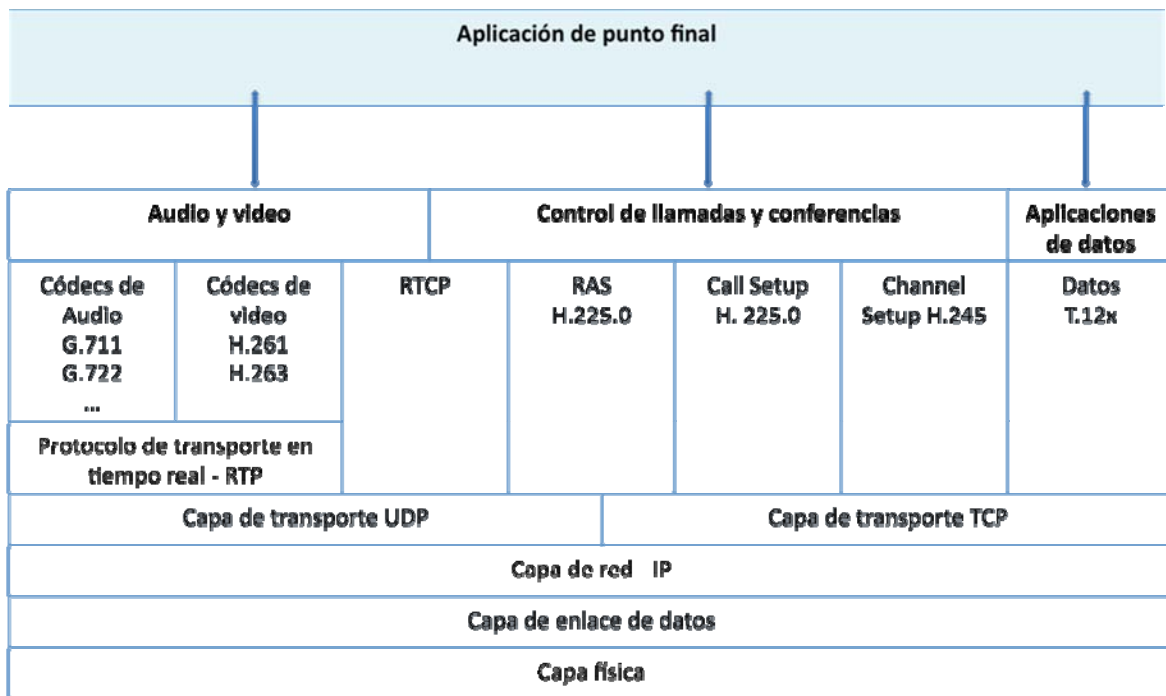 Aplicación de punto final
Audio y video
Control de llamadas y conferencias
Aplicaciones
de datos
Códecs de
Audio
G.711
G.722
...
Códecs de
video
H.261
H.263
RTCP
RAS
H.225.0
Call Setup
H. 225.0
Channel
Setup H.245
Datos
T.12x
Protocolo de transporte en
tiempo real - RTP
Capa de transporte UDP
Capa de transporte TCP
Capa de red IP
Capa de enlace de datos
Capa física